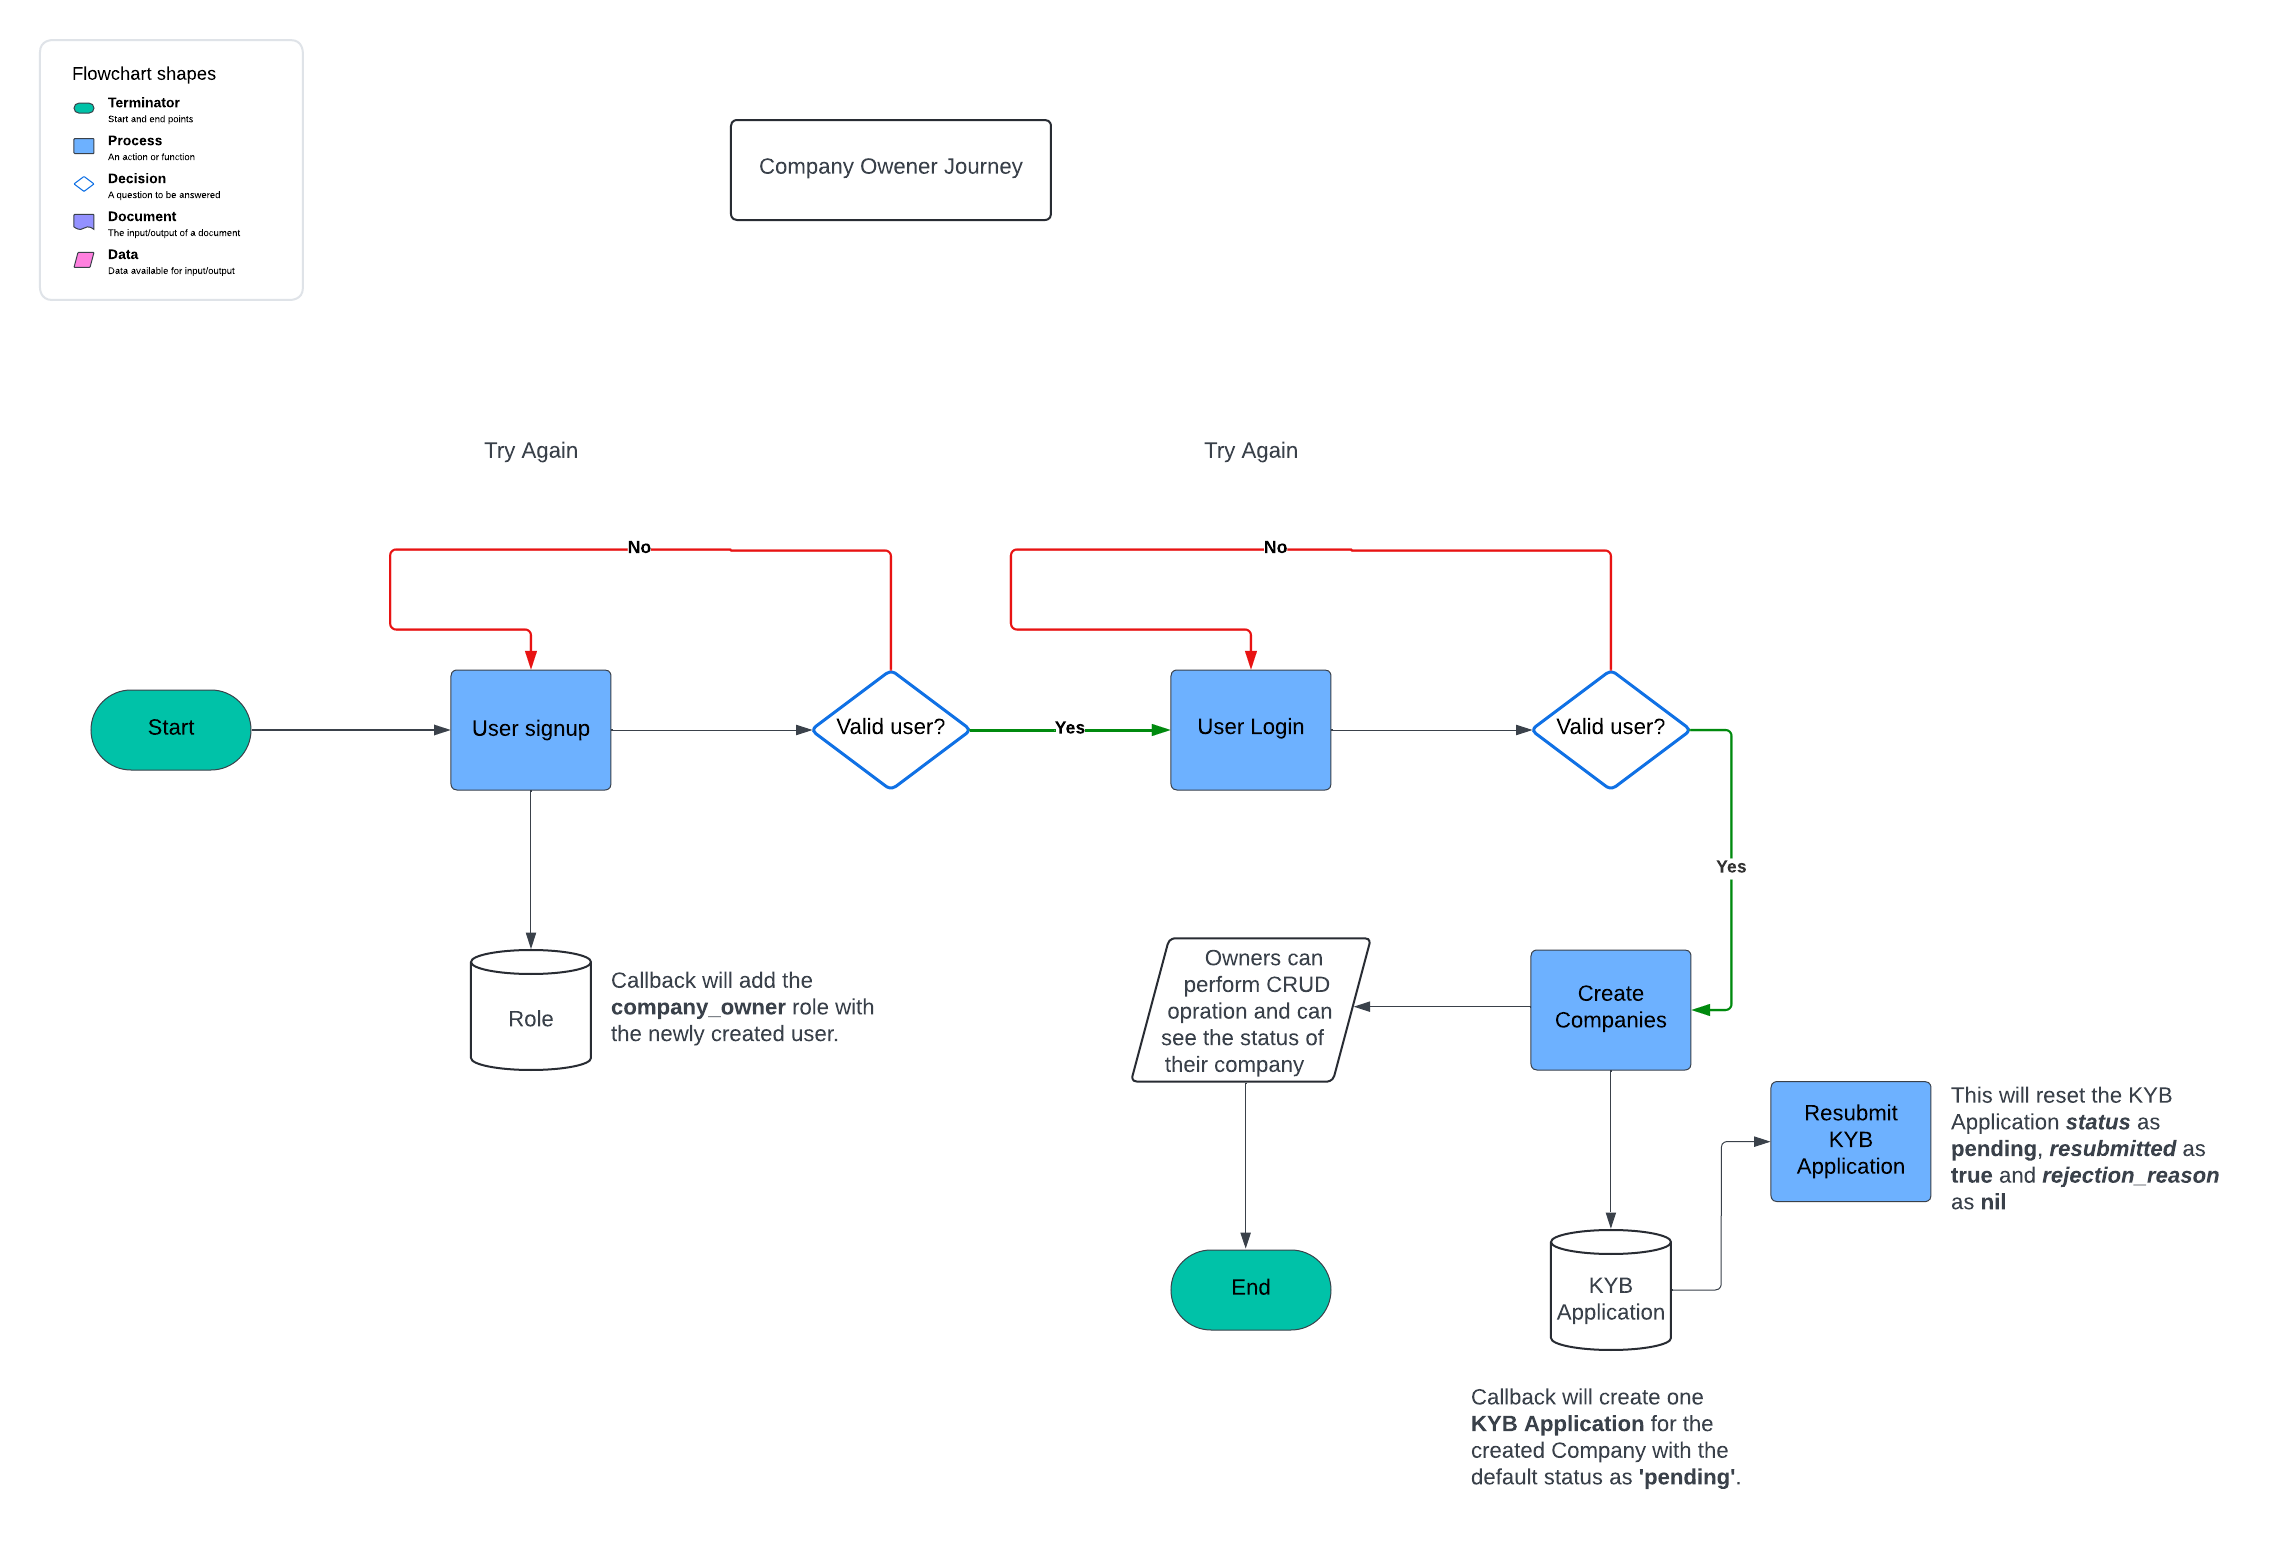 Flowchart shapes
Terminator
Start and end points
Process
An action or function
Decision
A question to be answered
Document
The input/output of a document
Data
Data available for input/output
Company Owener Journey
Try Again
Try Again
No
No
Start
User signup
Valid user?
Yes
User Login
Valid user?
Yes
Role
Callback will add the
company_owner role with
the newly created user.
Owners can
perform CRUD
opration and can
see the status of
their company
Create
Companies
Resubmit
KYB
Application
This will reset the KYB
Application status as
pending, resubmitted as
true and rejection_reason
as nil
End
KYB
Application
Callback will create one
KYB Application for the
created Company with the
default status as 'pending'.